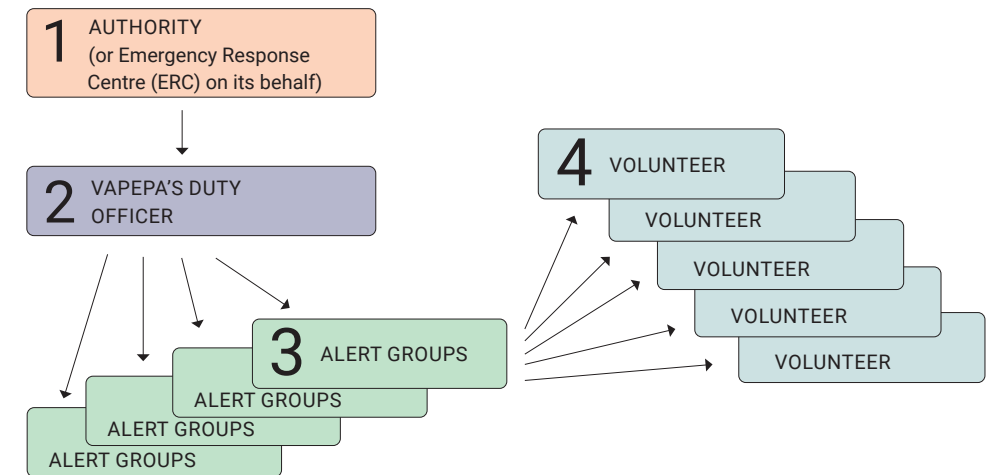 1 AUTHORITY
(or Emergency Response
Centre (ERC) on its behalf)
2 VAPEPA'S DUTY
OFFICER
3 ALERT GROUPS
ALERT GROUPS
ALERT GROUPS
ALERT GROUPS
4 VOLUNTEER
VOLUNTEER
VOLUNTEER
VOLUNTEER
VOLUNTEER